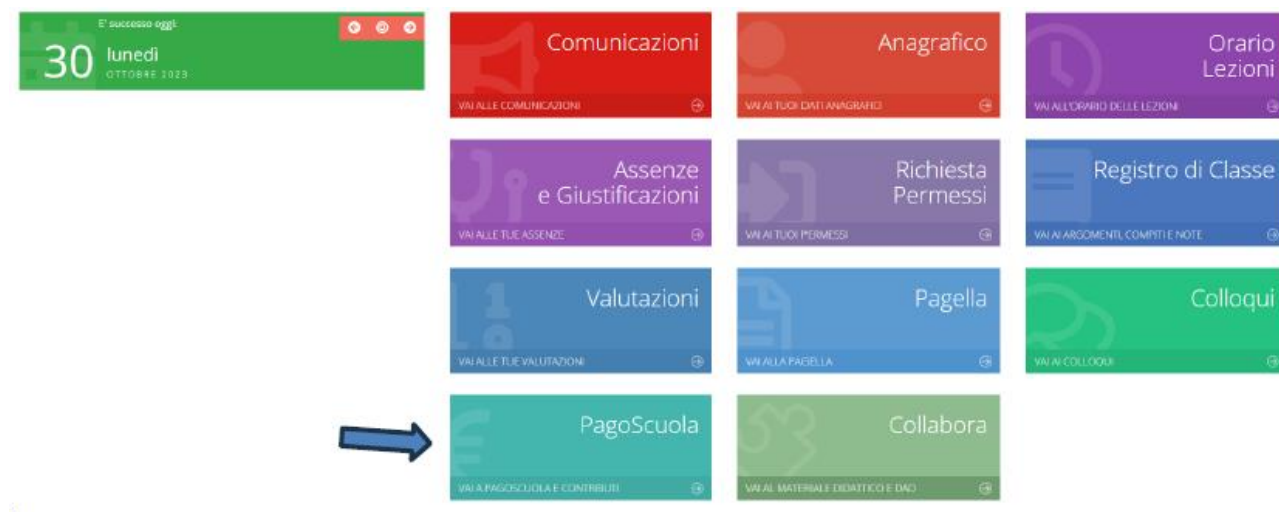 E' successo oggi:
30
lunedì
OTTOBRE 2023
Comunicazioni
VAI ALLE COMUNICAZIONI
Anagrafico
VAI AI TUOI DATI ANAGRAFICI
Orario
Lezioni
VAI ALL'ORARIO DELLE LEZIONI
Assenze
e Giustificazioni
VAI ALLE TUE ASSENZE
Richiesta
Permessi
VAI AI TUOI PERMESSI
Registro di Classe
VAI AI ARGOMENTI, COMPITI E NOTE
Valutazioni
VAI ALLE TUE VALUTAZIONI
Pagella
VAI ALLA PAGELLA
Colloqui
VAI AI COLLOQUI
PagoScuola
VAI A PAGOSCUOLA E CONTRIBUTI
Collabora
VAI AL MATERIALE DIDATTICO E DAD